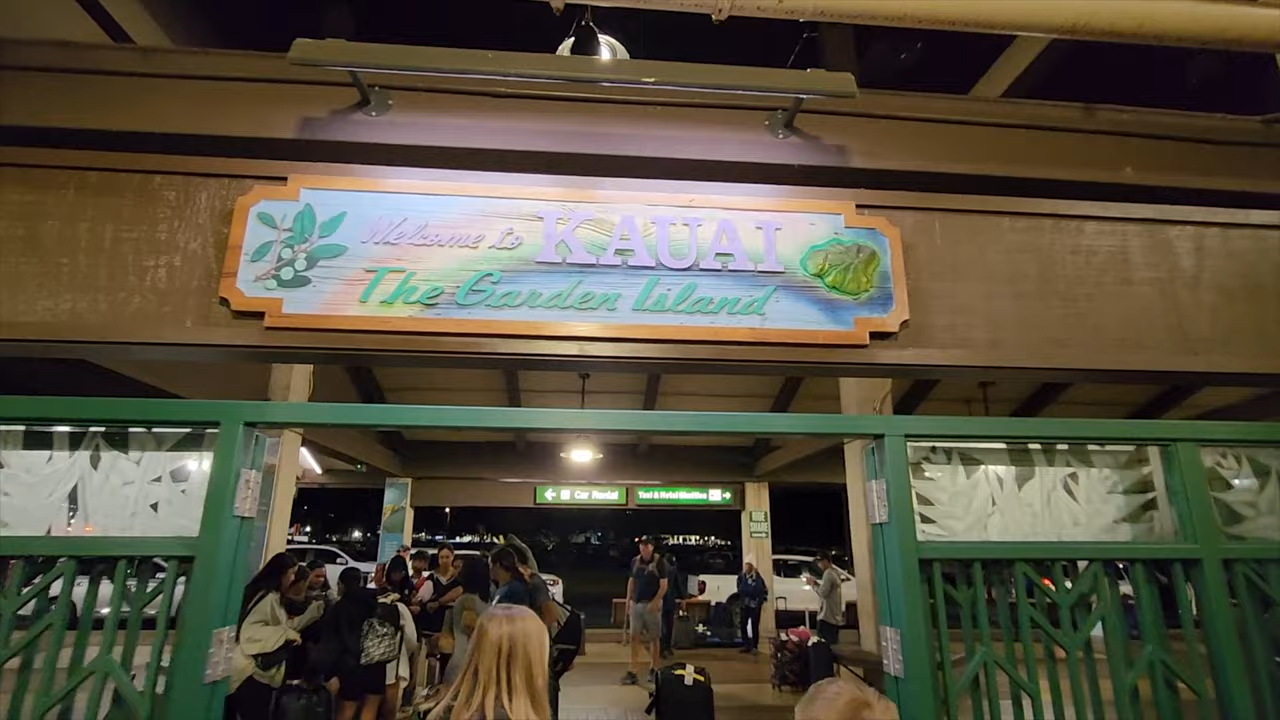 Welcome to KAUAI
The Garden Island
Car Rental
Taxi & Hotel Shuttles
RIDE
SHARE